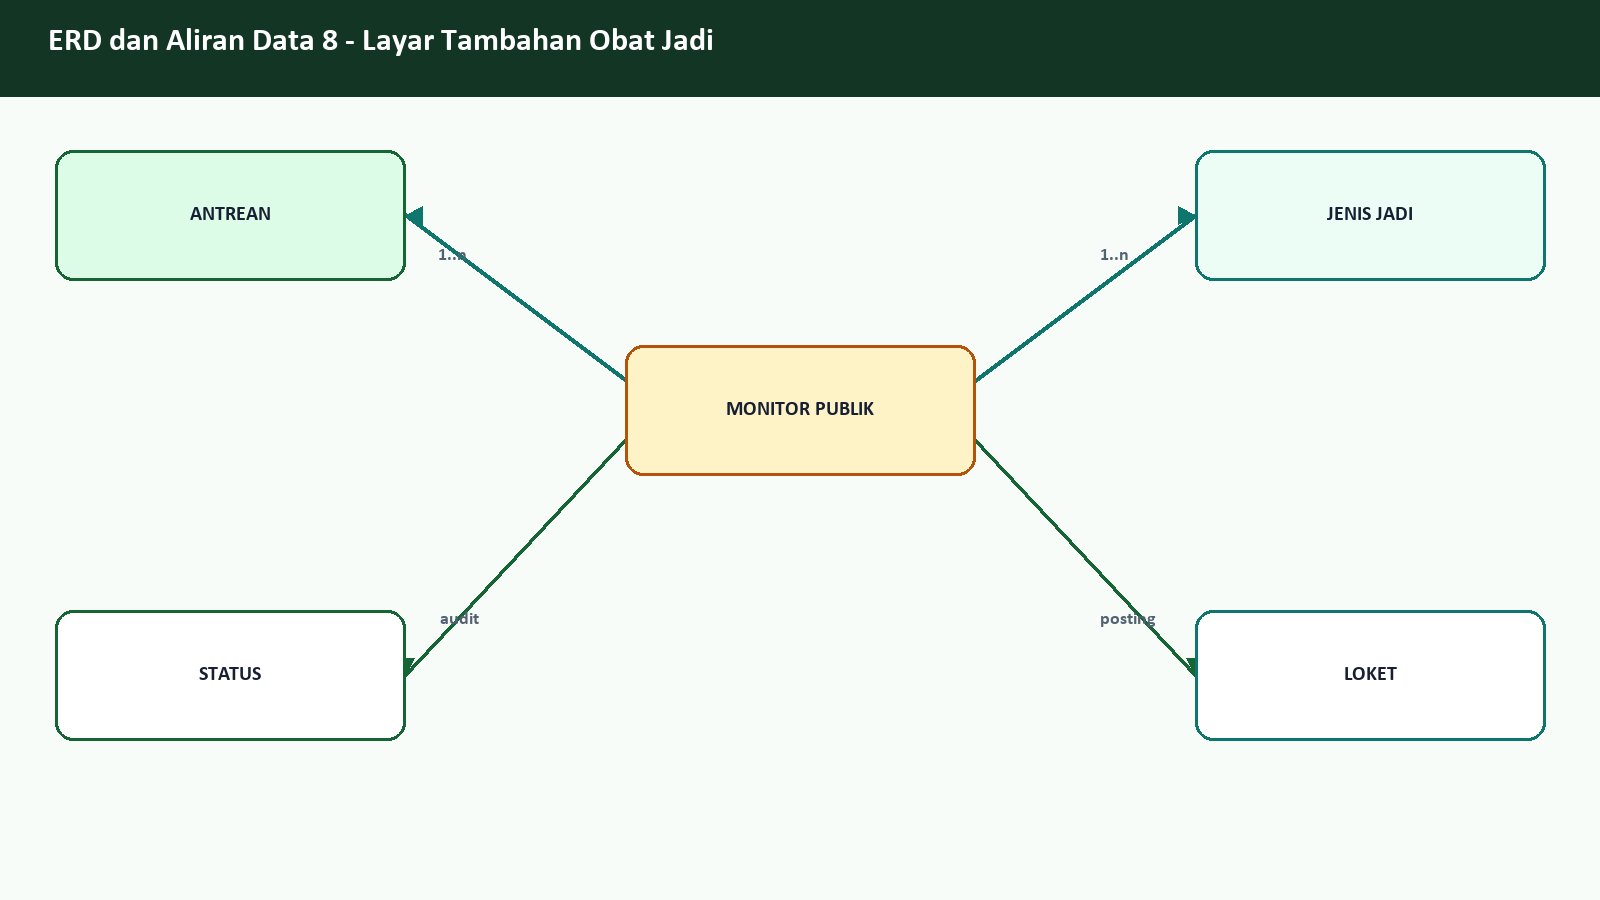 ERD dan Aliran Data 8 - Layar Tambahan Obat Jadi
ANTREAN
JENIS JADI
1..n
1..n
MONITOR PUBLIK
audit
posting
STATUS
LOKET